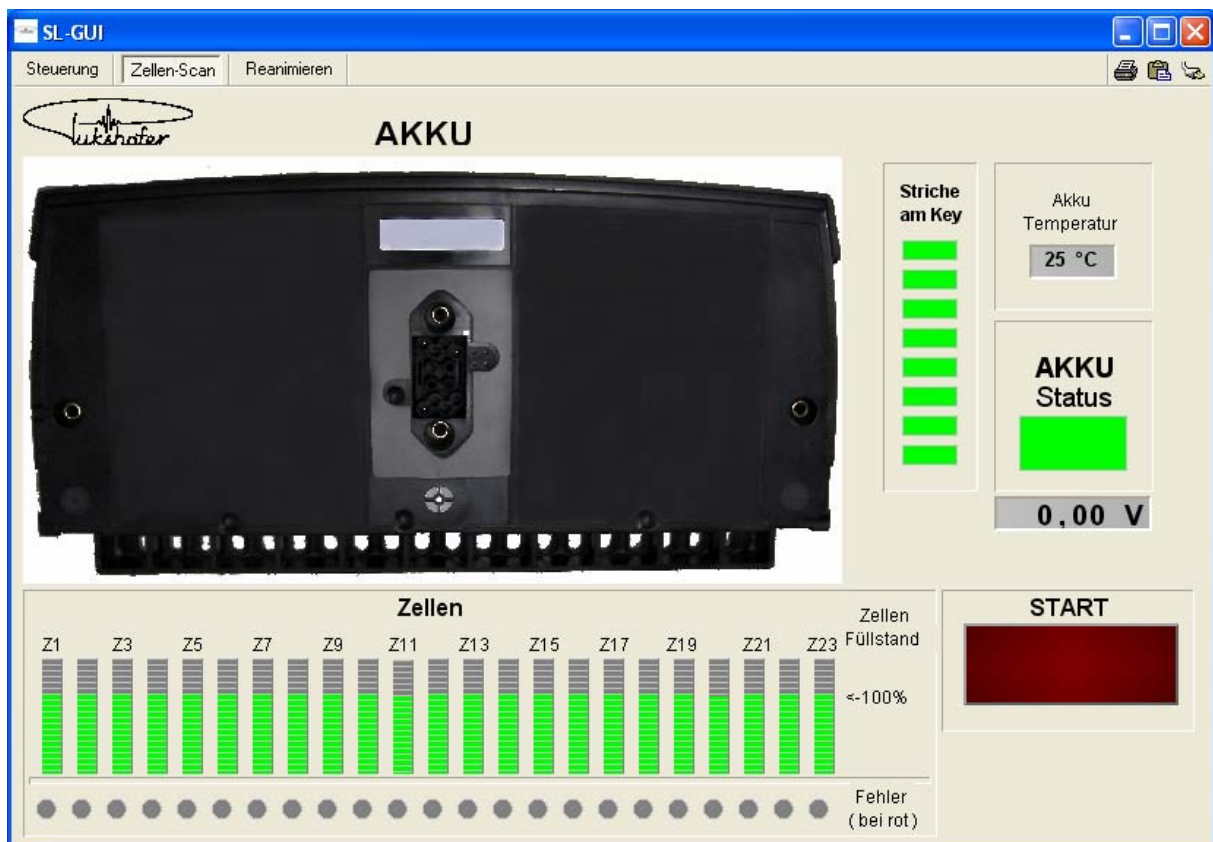 SL-GUI
Steuerung Zellen-Scan Reanimieren
Lukshofer
AKKU
Striche
am Key
Akku
Temperatur
25 °C
AKKU
Status
0,00 V
Zellen
Zellen
Füllstand
Z1 Z3 Z5 Z7 Z9 Z11 Z13 Z15 Z17 Z19 Z21 Z23
<-100%
Fehler
( bei rot )
START